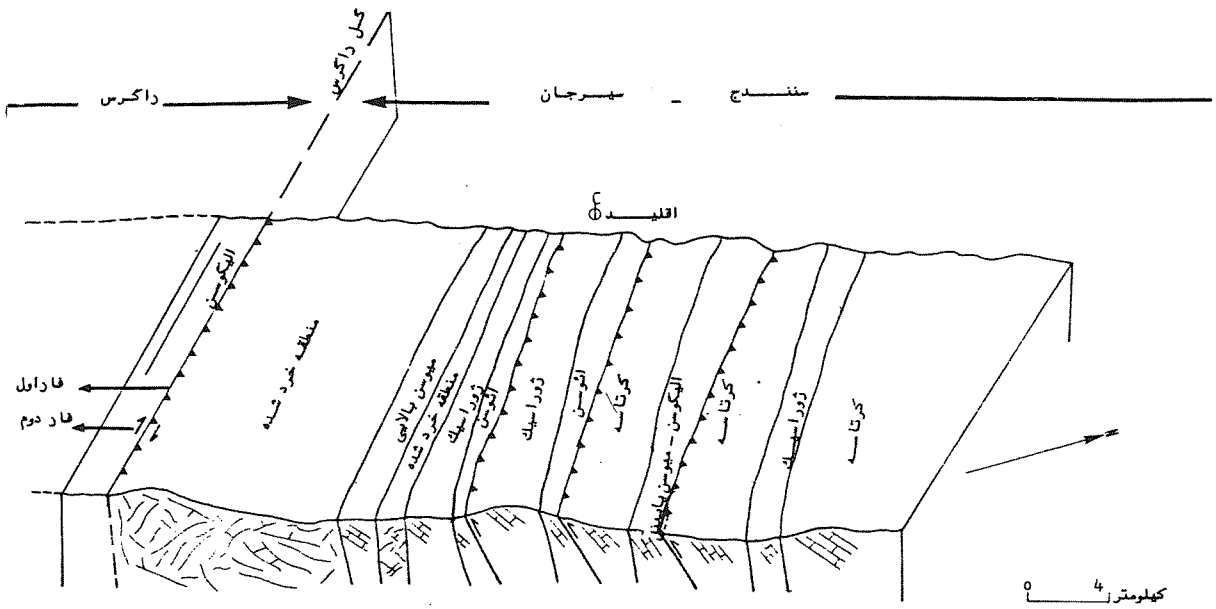 گسل زاگرس
زاگرس
سنندج - سیرجان
اقلید
الیگوسن
منطقه خرد شده
میوسن بالایی
منطقه خرد شده
ژوراسیک
ائوسن
ژوراسیک
ائوسن
کرتاسه
الیگوسن - میوسن پایینی
کرتاسه
ژوراسیک
کرتاسه
فاز اول
فاز دوم
N
0 4 کیلومتر